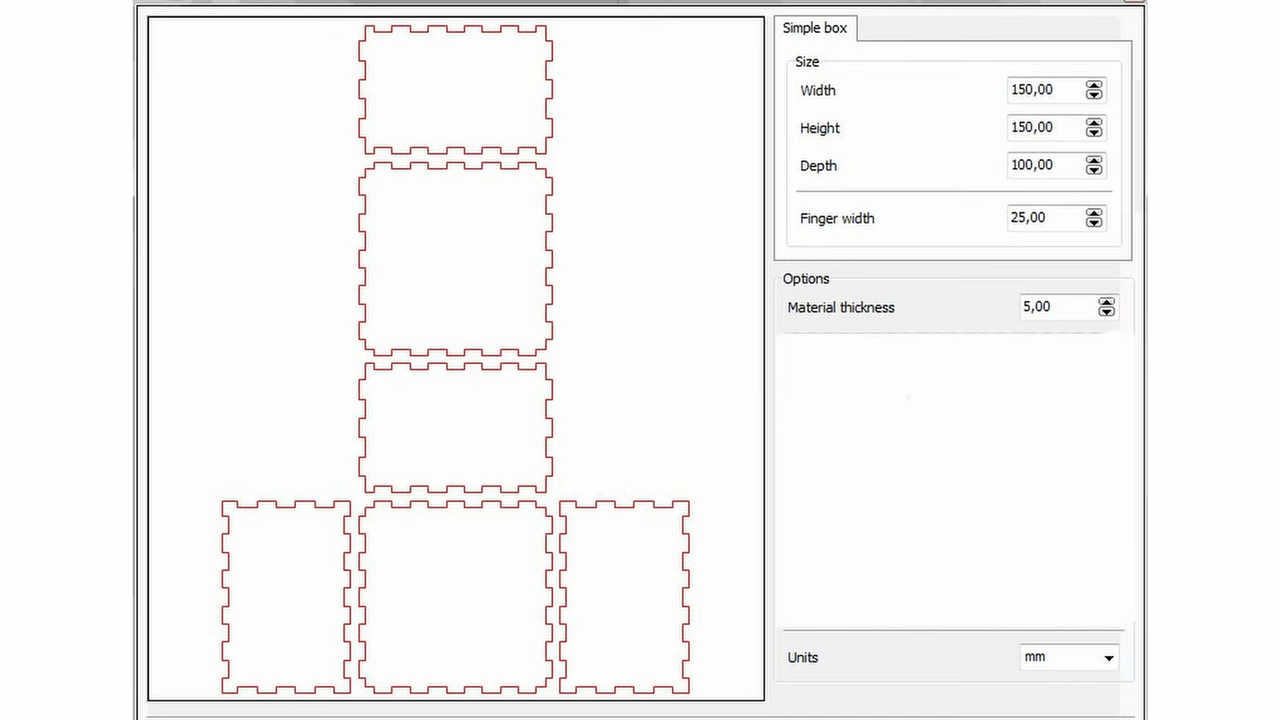 Simple box
Size
Width 150,00
Height 150,00
Depth 100,00
Finger width 25,00
Options
Material thickness 5,00
Units mm